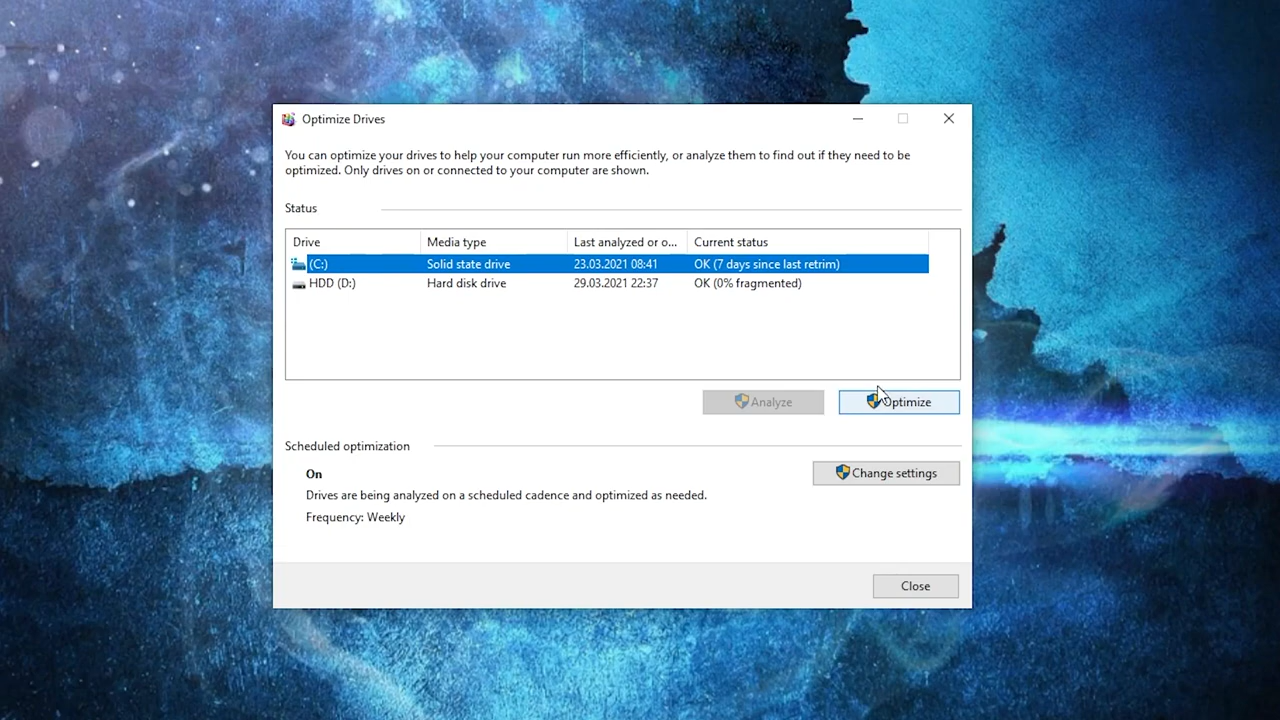 Optimize Drives
You can optimize your drives to help your computer run more efficiently, or analyze them to find out if they need to be
optimized. Only drives on or connected to your computer are shown.
Status
Drive Media type Last analyzed or o... Current status
(C:) Solid state drive 23.03.2021 08:41 OK (7 days since last retrim)
HDD (D:) Hard disk drive 29.03.2021 22:37 OK (0% fragmented)
Analyze Optimize
Scheduled optimization
On Change settings
Drives are being analyzed on a scheduled cadence and optimized as needed.
Frequency: Weekly
Close